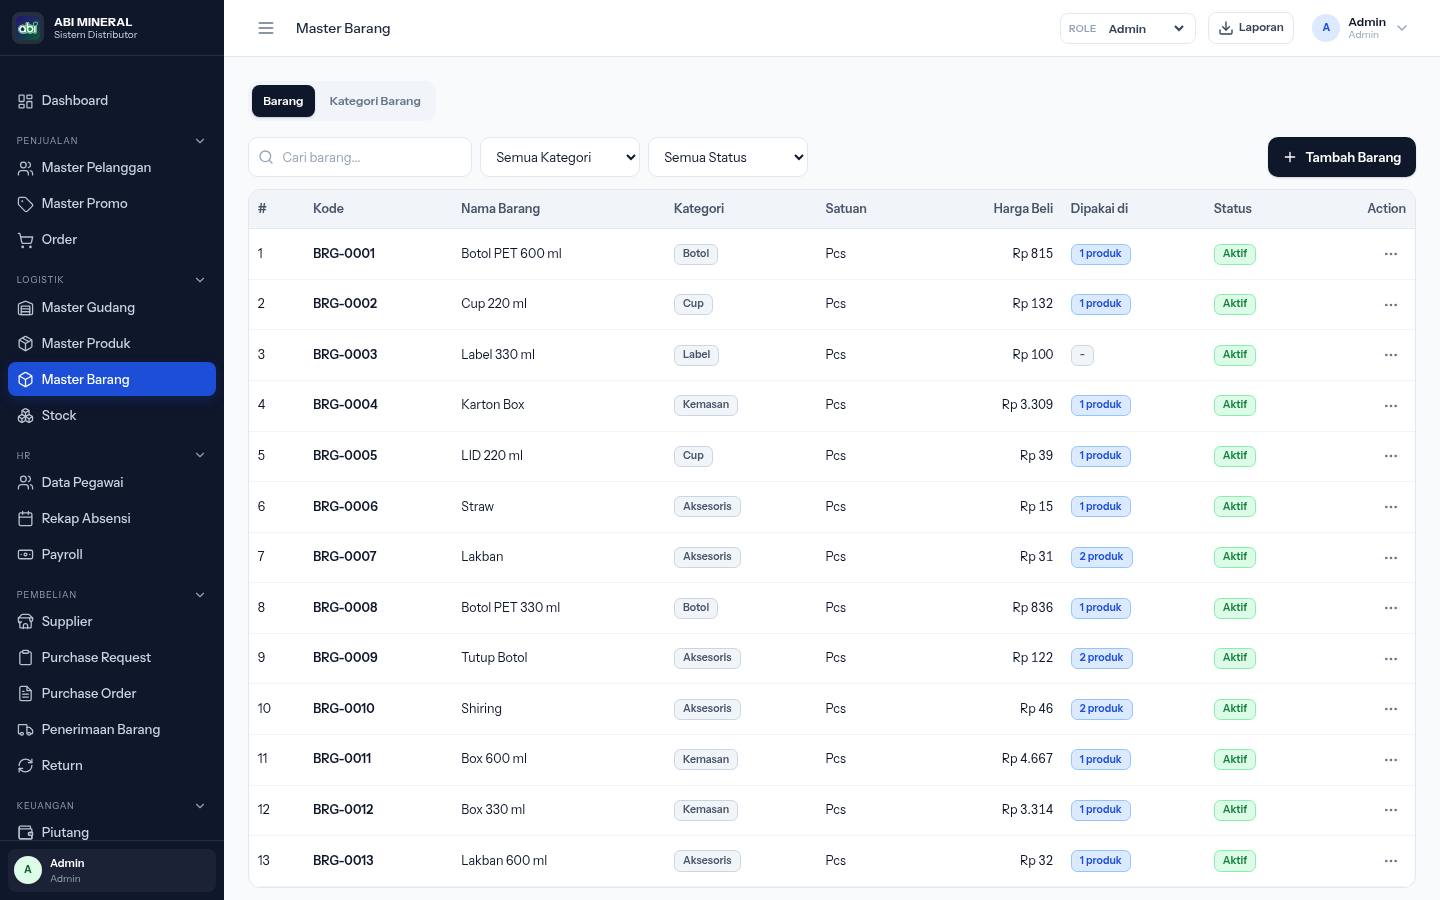 abi
ABI MINERAL
Sistem Distributor
Dashboard
PENJUALAN
Master Pelanggan
Master Promo
Order
LOGISTIK
Master Gudang
Master Produk
Master Barang
Stock
HR
Data Pegawai
Rekap Absensi
Payroll
PEMBELIAN
Supplier
Purchase Request
Purchase Order
Penerimaan Barang
Return
KEUANGAN
Piutang
A
Admin
Admin
Master Barang
ROLE Admin
Laporan
A
Admin
Admin
Barang Kategori Barang
Cari barang... Semua Kategori Semua Status Tambah Barang
# Kode Nama Barang Kategori Satuan Harga Beli Dipakai di Status Action
1 BRG-0001 Botol PET 600 ml Botol Pcs Rp 815 1 produk Aktif ...
2 BRG-0002 Cup 220 ml Cup Pcs Rp 132 1 produk Aktif ...
3 BRG-0003 Label 330 ml Label Pcs Rp 100 - Aktif ...
4 BRG-0004 Karton Box Kemasan Pcs Rp 3.309 1 produk Aktif ...
5 BRG-0005 LID 220 ml Cup Pcs Rp 39 1 produk Aktif ...
6 BRG-0006 Straw Aksesoris Pcs Rp 15 1 produk Aktif ...
7 BRG-0007 Lakban Aksesoris Pcs Rp 31 2 produk Aktif ...
8 BRG-0008 Botol PET 330 ml Botol Pcs Rp 836 1 produk Aktif ...
9 BRG-0009 Tutup Botol Aksesoris Pcs Rp 122 2 produk Aktif ...
10 BRG-0010 Shiring Aksesoris Pcs Rp 46 2 produk Aktif ...
11 BRG-0011 Box 600 ml Kemasan Pcs Rp 4.667 1 produk Aktif ...
12 BRG-0012 Box 330 ml Kemasan Pcs Rp 3.314 1 produk Aktif ...
13 BRG-0013 Lakban 600 ml Aksesoris Pcs Rp 32 1 produk Aktif ...